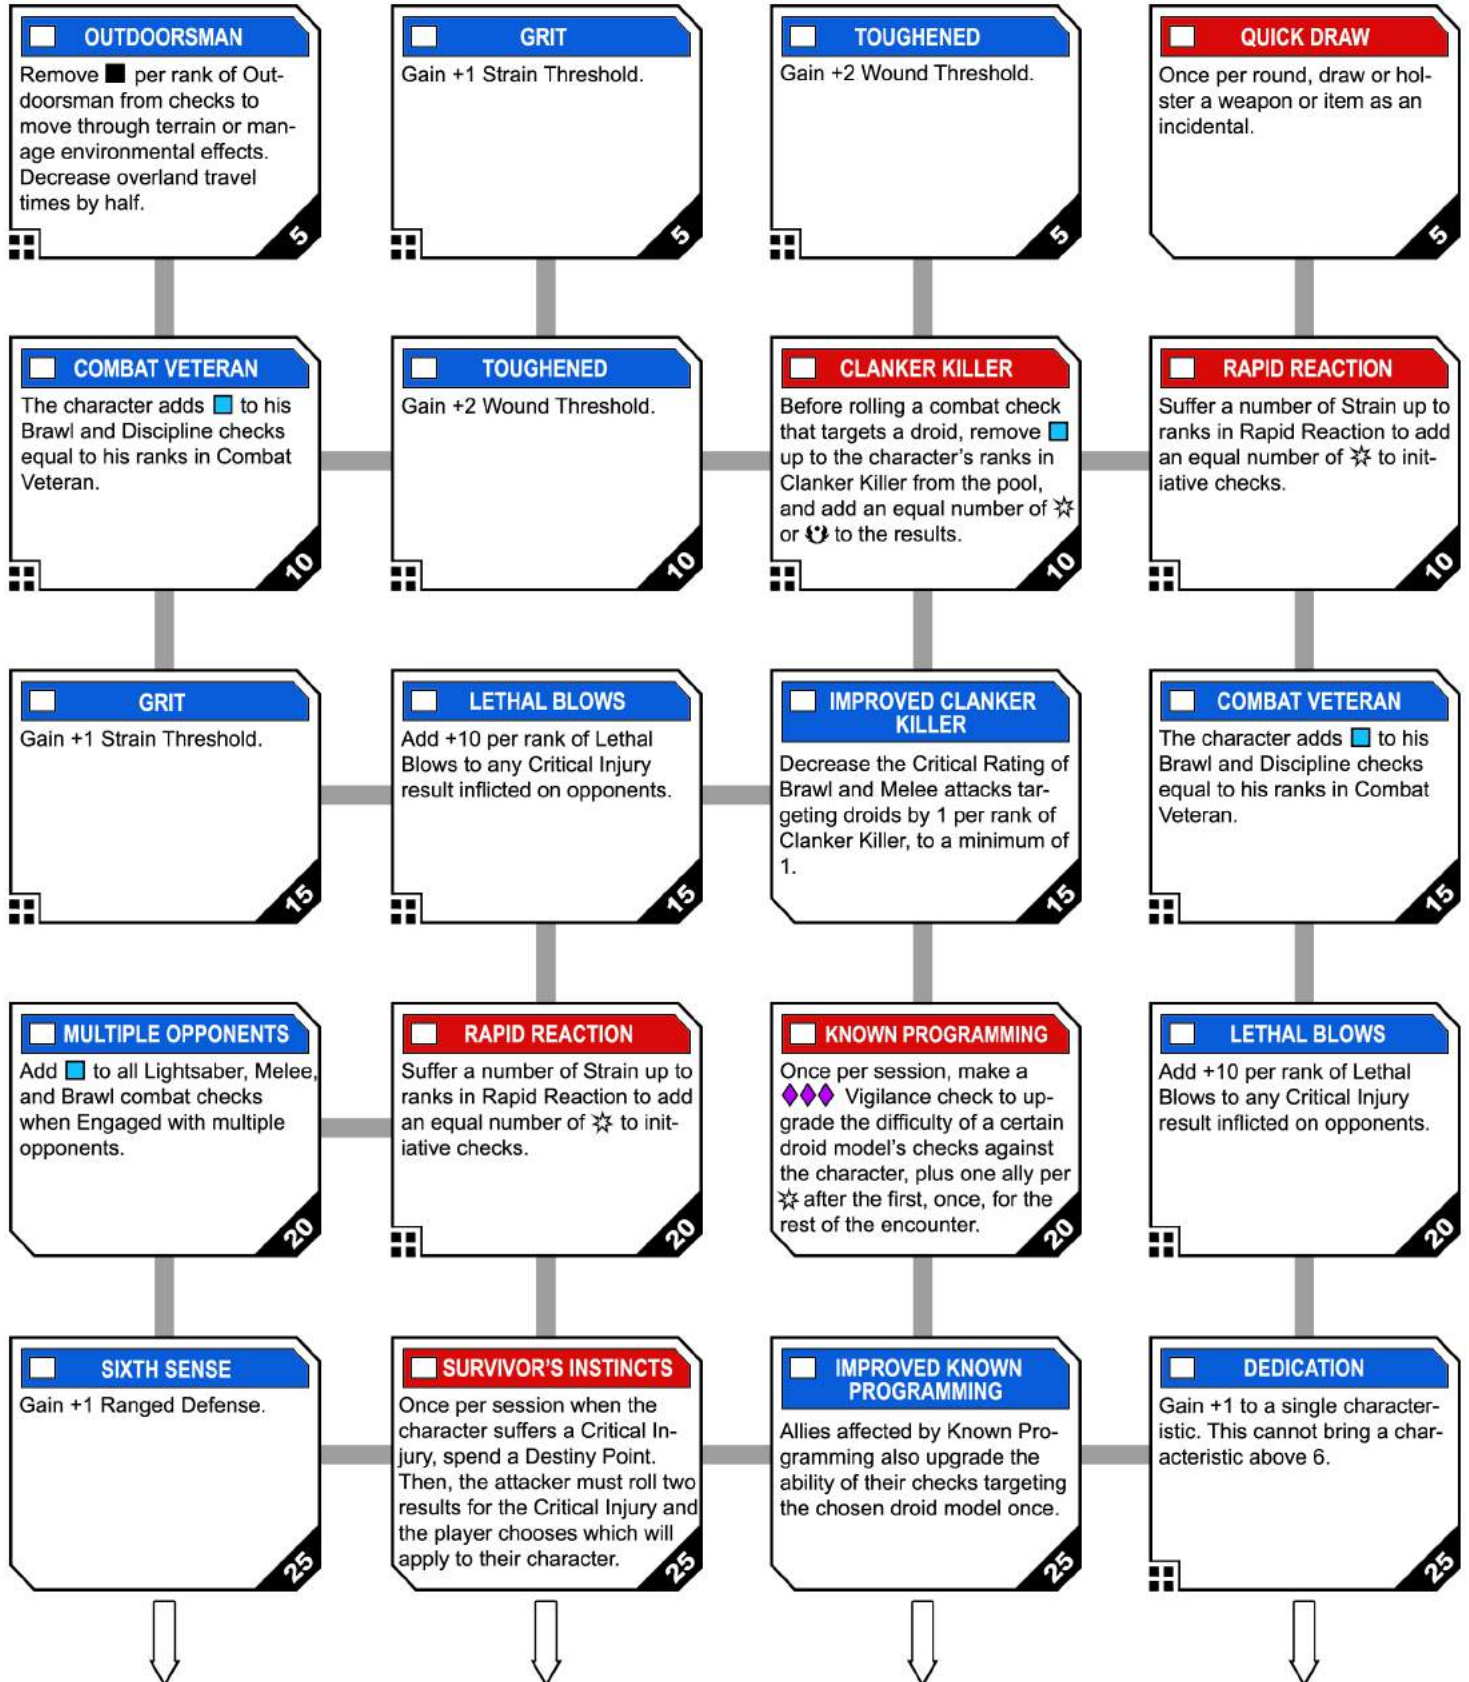 OUTDOORSMAN
Remove per rank of Out-
doorsman from checks to
move through terrain or man-
age environmental effects.
Decrease overland travel
times by half.
5
GRIT
Gain +1 Strain Threshold.
5
TOUGHENED
Gain +2 Wound Threshold.
5
QUICK DRAW
Once per round, draw or hol-
ster a weapon or item as an
incidental.
5
COMBAT VETERAN
The character adds to his
Brawl and Discipline checks
equal to his ranks in Combat
Veteran.
10
TOUGHENED
Gain +2 Wound Threshold.
10
CLANKER KILLER
Before rolling a combat check
that targets a droid, remove
up to the character's ranks in
Clanker Killer from the pool,
and add an equal number of
or to the results.
10
RAPID REACTION
Suffer a number of Strain up to
ranks in Rapid Reaction to add
an equal number of to init-
iative checks.
10
GRIT
Gain +1 Strain Threshold.
15
LETHAL BLOWS
Add +10 per rank of Lethal
Blows to any Critical Injury
result inflicted on opponents.
15
IMPROVED CLANKER
KILLER
Decrease the Critical Rating of
Brawl and Melee attacks tar-
geting droids by 1 per rank of
Clanker Killer, to a minimum of
1.
15
COMBAT VETERAN
The character adds to his
Brawl and Discipline checks
equal to his ranks in Combat
Veteran.
15
MULTIPLE OPPONENTS
Add to all Lightsaber, Melee,
and Brawl combat checks
when Engaged with multiple
opponents.
20
RAPID REACTION
Suffer a number of Strain up to
ranks in Rapid Reaction to add
an equal number of to init-
iative checks.
20
KNOWN PROGRAMMING
Once per session, make a
Vigilance check to up-
grade the difficulty of a certain
droid model's checks against
the character, plus one ally per
after the first, once, for the
rest of the encounter.
20
LETHAL BLOWS
Add +10 per rank of Lethal
Blows to any Critical Injury
result inflicted on opponents.
20
SIXTH SENSE
Gain +1 Ranged Defense.
25
SURVIVOR'S INSTINCTS
Once per session when the
character suffers a Critical In-
jury, spend a Destiny Point.
Then, the attacker must roll two
results for the Critical Injury and
the player chooses which will
apply to their character.
25
IMPROVED KNOWN
PROGRAMMING
Allies affected by Known Pro-
gramming also upgrade the
ability of their checks targeting
the chosen droid model once.
25
DEDICATION
Gain +1 to a single character-
istic. This cannot bring a char-
acteristic above 6.
25